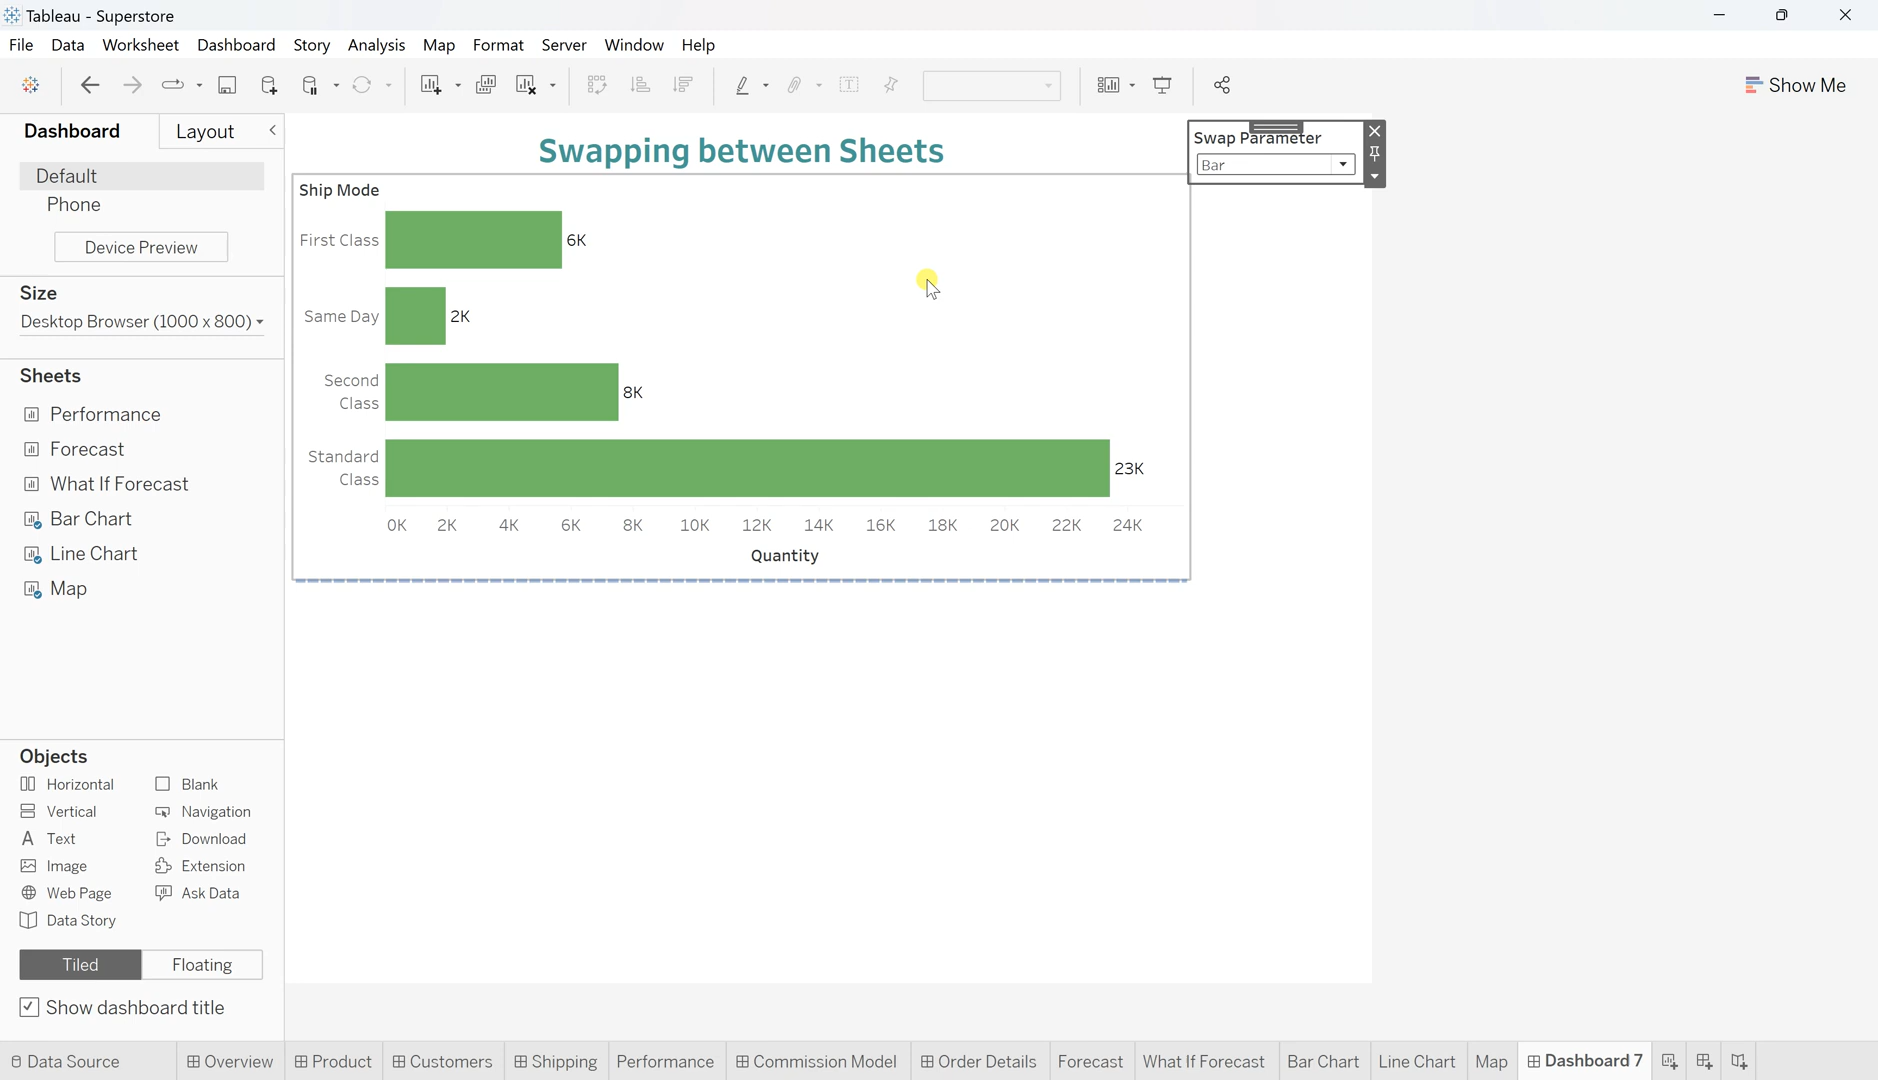 Tableau - Superstore
File Data Worksheet Dashboard Story Analysis Map Format Server Window Help
Show Me
Dashboard Layout
Default
Phone
Device Preview
Size
Desktop Browser (1000 x 800)
Sheets
Performance
Forecast
What If Forecast
Bar Chart
Line Chart
Map
Objects
Horizontal Blank
Vertical Navigation
Text Download
Image Extension
Web Page Ask Data
Data Story
Tiled Floating
Show dashboard title
Swapping between Sheets
Swap Parameter
Bar
Ship Mode
First Class 6K
Same Day 2K
Second
Class
8K
Standard
Class
23K
0K 2K 4K 6K 8K 10K 12K 14K 16K 18K 20K 22K 24K
Quantity
Data Source Overview Product Customers Shipping Performance Commission Model Order Details Forecast What If Forecast Bar Chart Line Chart Map Dashboard 7